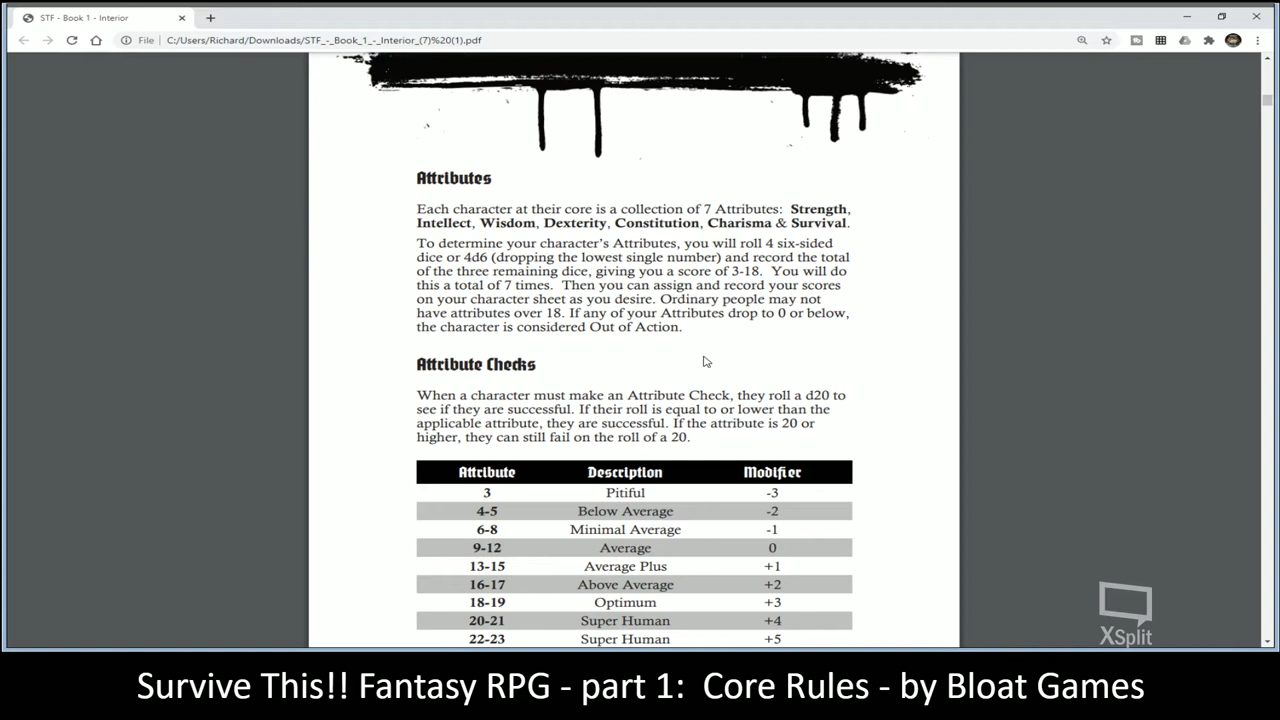 STF - Book 1 - Interior
File
C:/Users/Richard/Downloads/STF_-_Book_1_-_Interior_(7)%20(1).pdf
Attributes
Each character at their core is a collection of 7 Attributes: Strength,
Intellect, Wisdom, Dexterity, Constitution, Charisma & Survival.
To determine your character's Attributes, you will roll 4 six-sided
dice or 4d6 (dropping the lowest single number) and record the total
of the three remaining dice, giving you a score of 3-18. You will do
this a total of 7 times. Then you can assign and record your scores
on your character sheet as you desire. Ordinary people may not
have attributes over 18. If any of your Attributes drop to 0 or below,
the character is considered Out of Action.
Attribute Checks
When a character must make an Attribute Check, they roll a d20 to
see if they are successful. If their roll is equal to or lower than the
applicable attribute, they are successful. If the attribute is 20 or
higher, they can still fail on the roll of a 20.
Attribute Description Modifier
3 Pitiful -3
4-5 Below Average -2
6-8 Minimal Average -1
9-12 Average 0
13-15 Average Plus +1
16-17 Above Average +2
18-19 Optimum +3
20-21 Super Human +4
22-23 Super Human +5
XSplit
Survive This!! Fantasy RPG - part 1: Core Rules - by Bloat Games